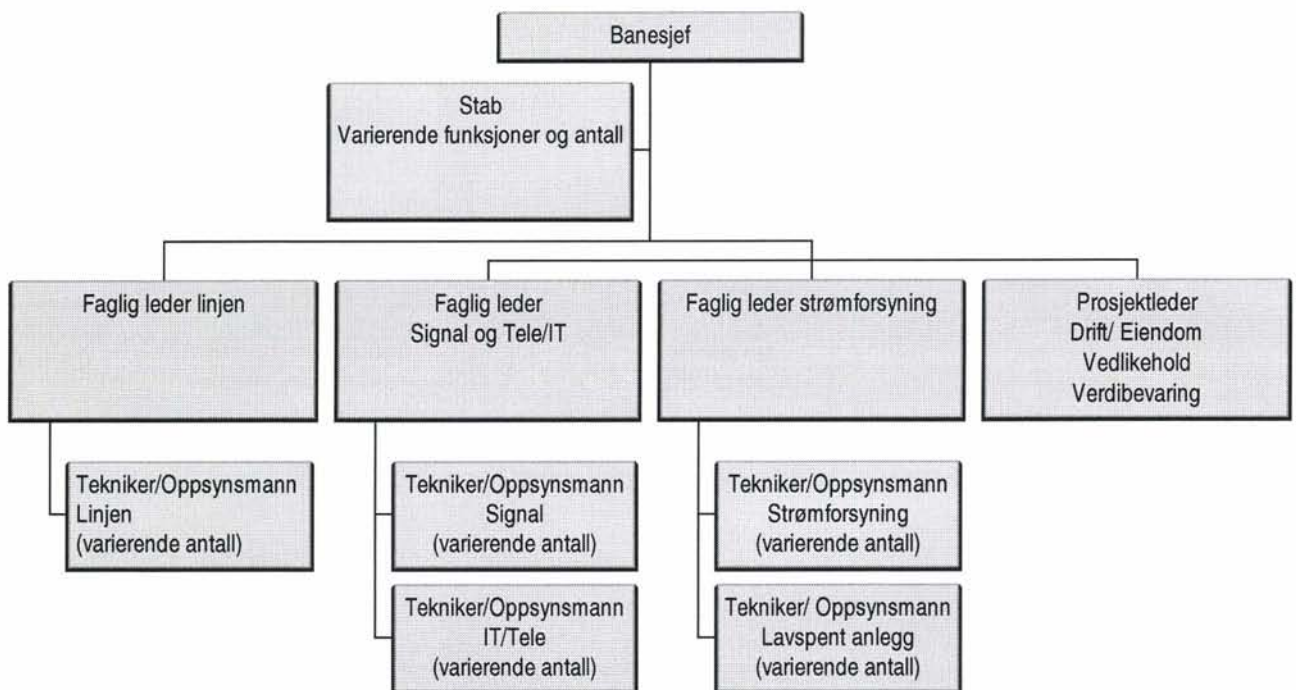 Banesjef
Stab
Varierende funksjoner og antall
Faglig leder linjen
Faglig leder
Signal og Tele/IT
Faglig leder strømforsyning
Prosjektleder
Drift/ Eiendom
Vedlikehold
Verdibevaring
Tekniker/Oppsynsmann
Linjen
(varierende antall)
Tekniker/Oppsynsmann
Signal
(varierende antall)
Tekniker/Oppsynsmann
Strømforsyning
(varierende antall)
Tekniker/Oppsynsmann
IT/Tele
(varierende antall)
Tekniker/ Oppsynsmann
Lavspent anlegg
(varierende antall)